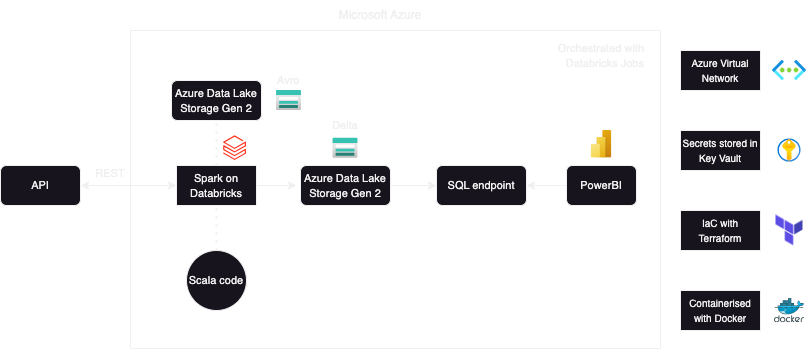 Microsoft Azure
Orchestrated with
Databricks Jobs
Avro
Azure Data Lake
Storage Gen 2
Delta
API
REST
Spark on
Databricks
Azure Data Lake
Storage Gen 2
SQL endpoint
PowerBI
Scala code
Azure Virtual
Network
Secrets stored in
Key Vault
IaC with
Terraform
Containerised
with Docker
docker